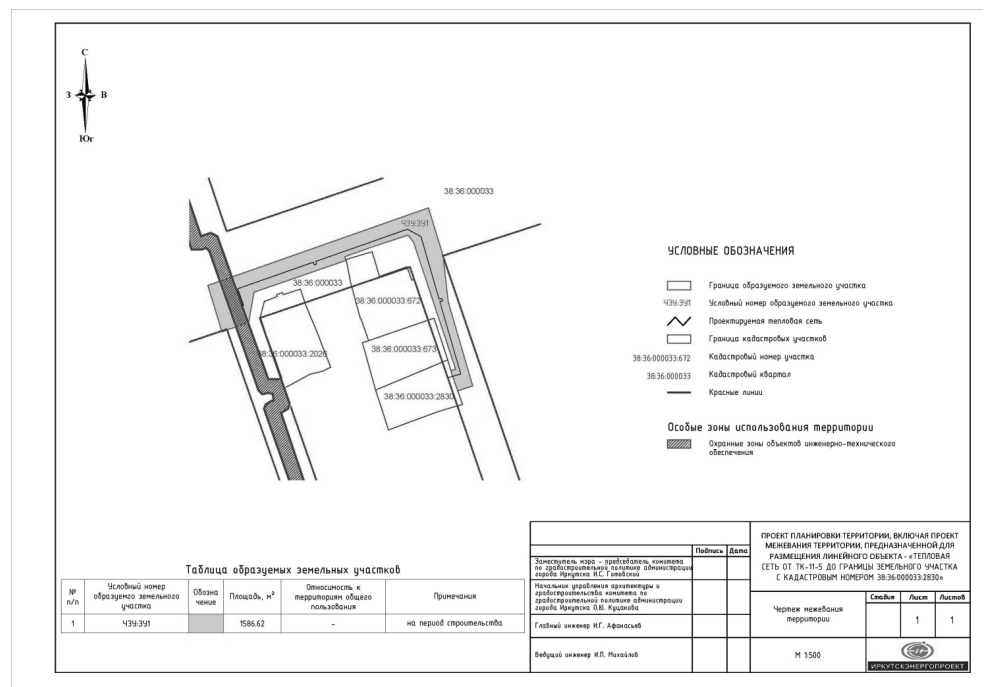 С
З
В
Юг
38:36:000033
ЧЗУ:ЗУ1
38:36:000033
38:36:000033:672
38:36:000033:2026
38:36:000033:673
38:36:000033:2830
УСЛОВНЫЕ ОБОЗНАЧЕНИЯ
Граница образуемого земельного участка
ЧЗУ:ЗУ1 Условный номер образуемого земельного участка
Проектируемая тепловая сеть
Граница кадастровых участков
38:36:000033:672 Кадастровый номер участка
38:36:000033 Кадастровый квартал
Красные линии
Особые зоны использования территории
Охранные зоны объектов инженерно-технического
обеспечения
Таблица образуемых земельных участков
№
п/п
Условный номер
образуемго земельного
участка
Обозна
чение
Площадь, м²
Относимость к
территориям общего
пользования
Примечания
1 ЧЗУ:ЗУ1 1586.62 – на период строительства
Подпись Дата
Заместитель мэра – председатель комитета
по градостроительной политике администрации
города Иркутска И.С. Готовский
Начальник управления архитектуры и
градостроительства комитета по
градостроительной политике администрации
города Иркутска О.Ю. Куцакова
Главный инженер И.Г. Афанасьев
Ведущий инженер И.П. Михайлов
ПРОЕКТ ПЛАНИРОВКИ ТЕРРИТОРИИ, ВКЛЮЧАЯ ПРОЕКТ
МЕЖЕВАНИЯ ТЕРРИТОРИИ, ПРЕДНАЗНАЧЕННОЙ ДЛЯ
РАЗМЕЩЕНИЯ ЛИНЕЙНОГО ОБЪЕКТА - «ТЕПЛОВАЯ
СЕТЬ ОТ ТК-11-5 ДО ГРАНИЦЫ ЗЕМЕЛЬНОГО УЧАСТКА
С КАДАСТРОВЫМ НОМЕРОМ 38:36:000033:2830»
Чертеж межевания
территории
Стадия Лист Листов
1 1
М 1:500
ИРКУТСКЭНЕРГОПРОЕКТ